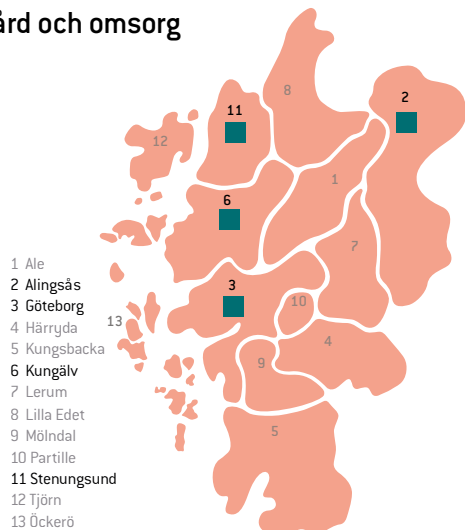 ård och omsorg
8
2
11
12
1
6
7
3
10
13
4
9
5
1 Ale
2 Alingsås
3 Göteborg
4 Härryda
5 Kungsbacka
6 Kungälv
7 Lerum
8 Lilla Edet
9 Mölndal
10 Partille
11 Stenungsund
12 Tjörn
13 Öckerö